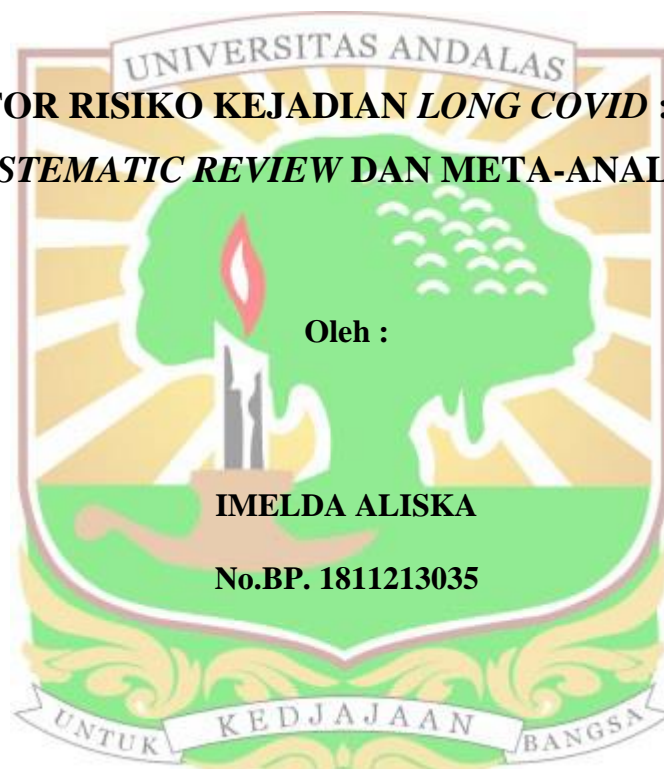 UNIVERSITAS ANDALAS
TOR RISIKO KEJADIAN LONG COVID :
STEMATIC REVIEW DAN META-ANAL
Oleh :
IMELDA ALISKA
No.BP. 1811213035
UNTUK KEDJAJAAN BANGSA